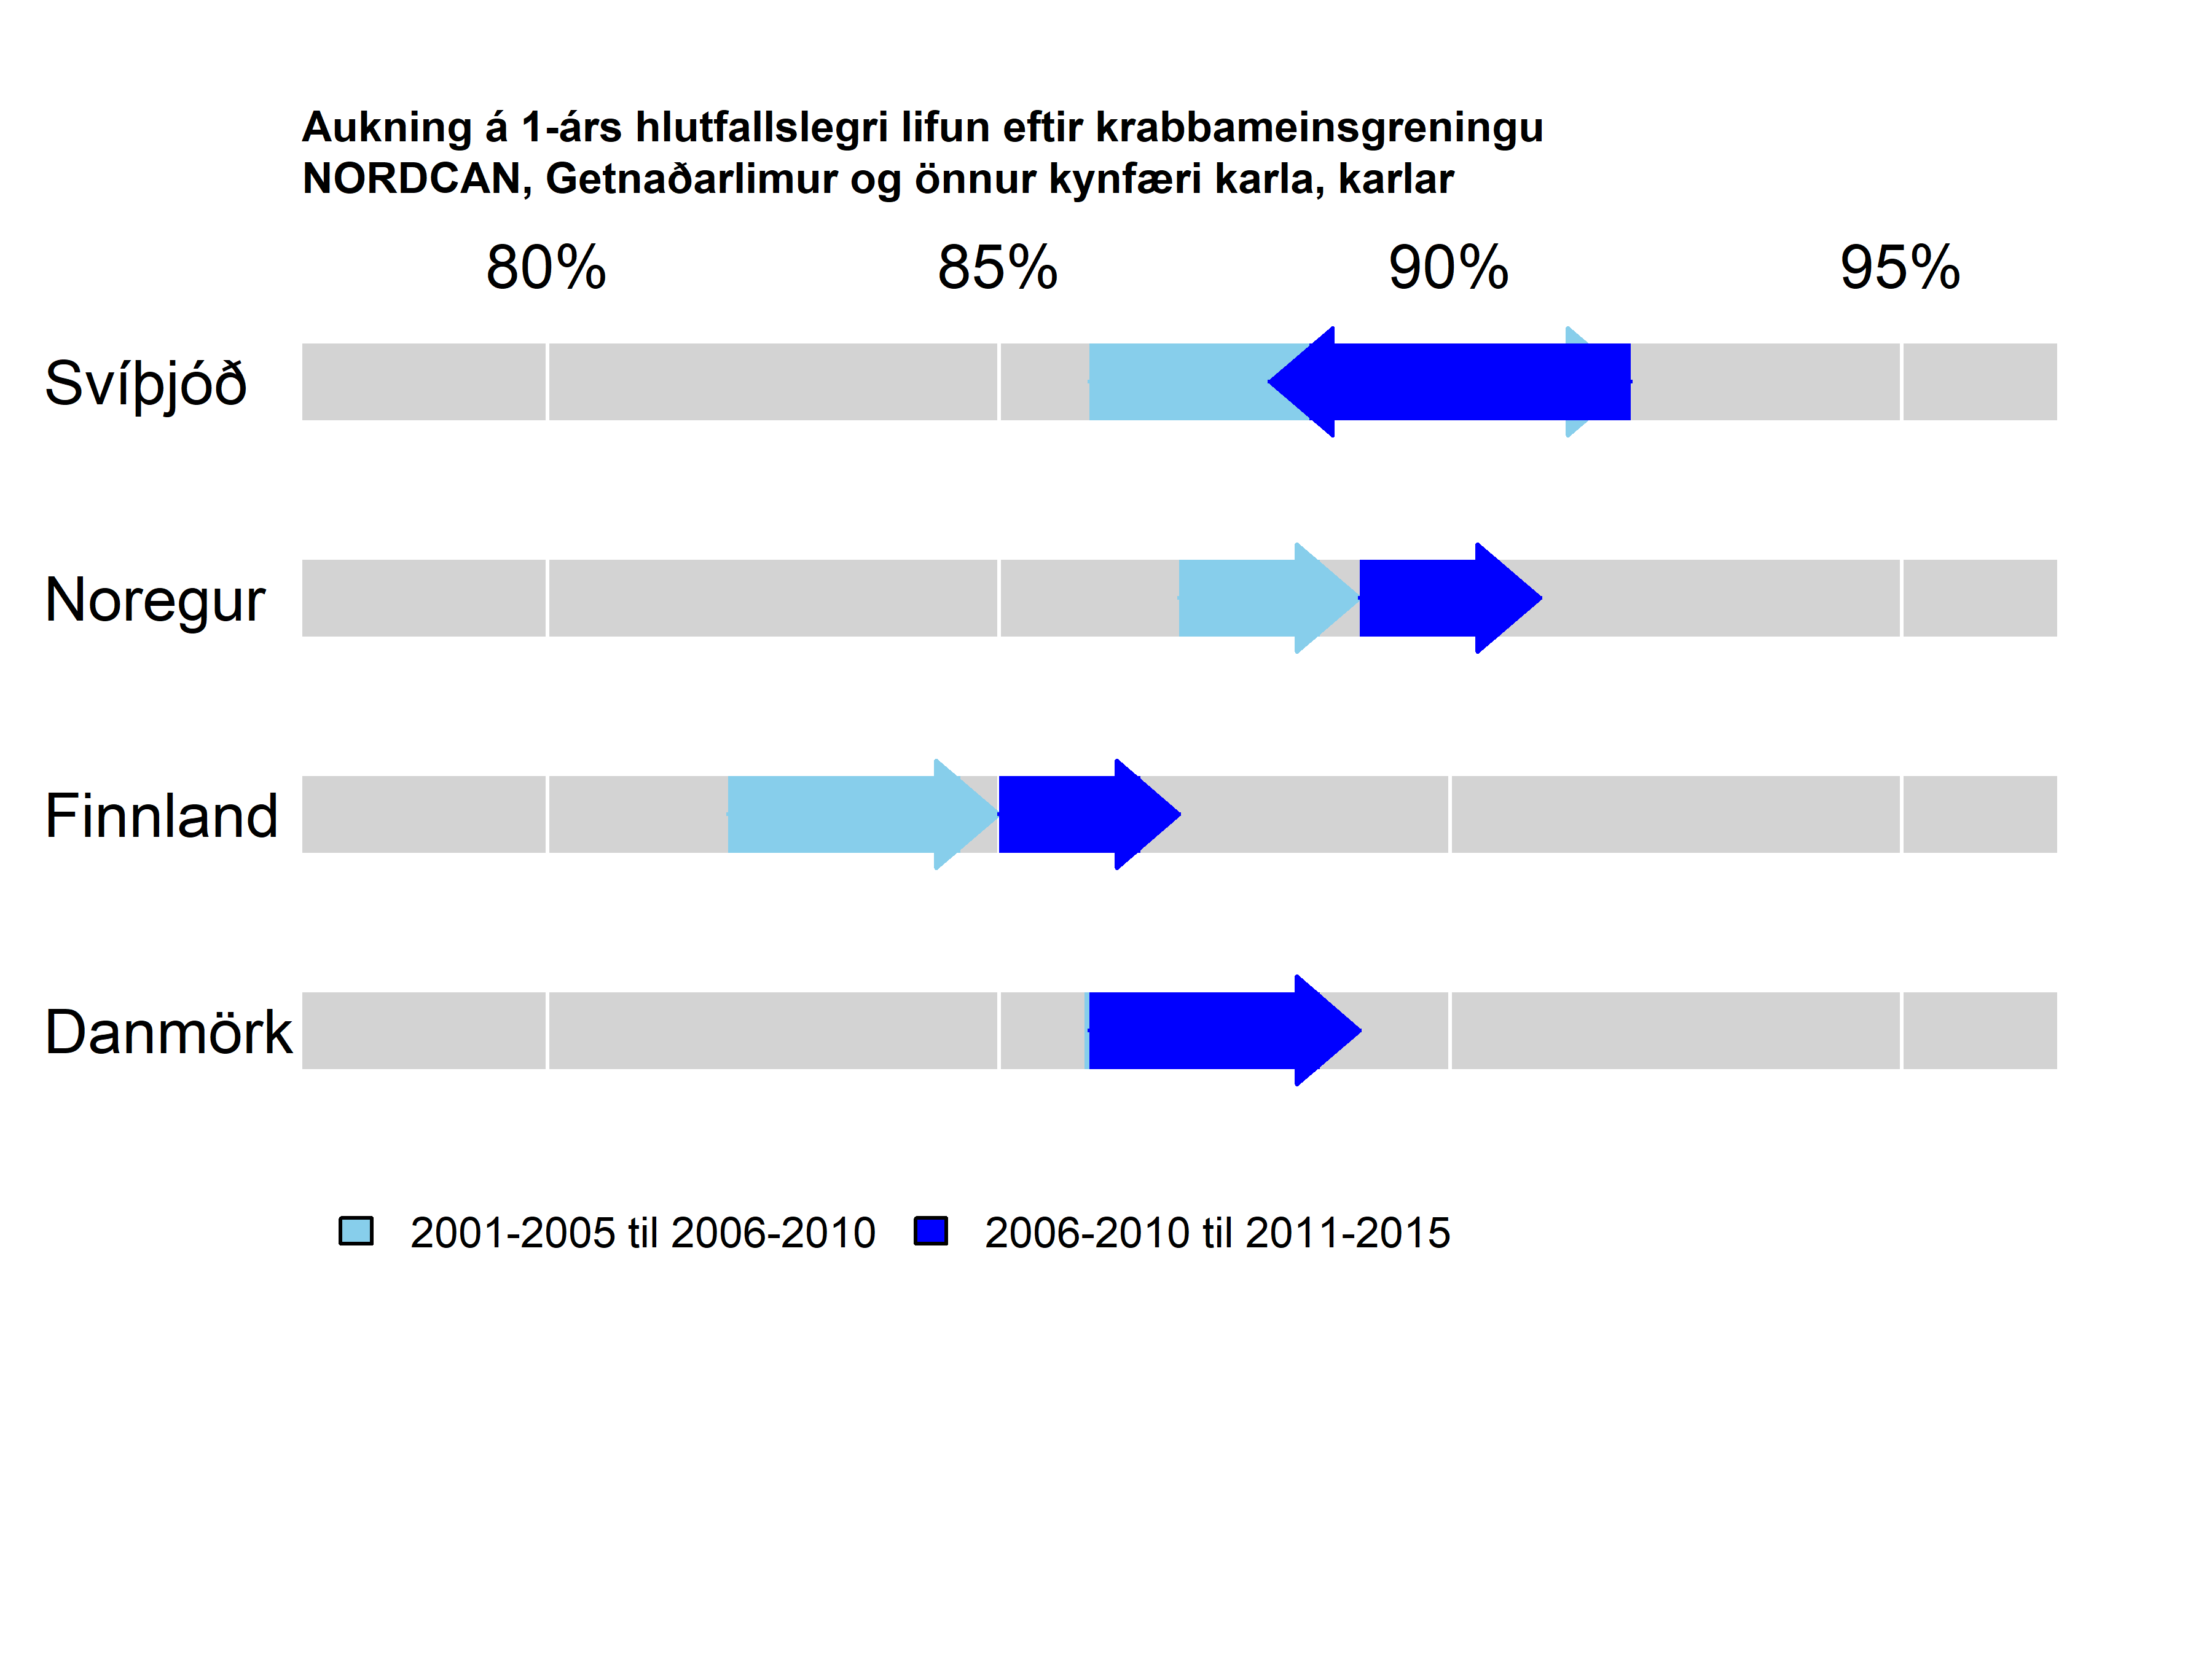 Aukning á 1-árs hlutfallslegri lifun eftir krabbameinsgreningu
NORDCAN, Getnaðarlimur og önnur kynfæri karla, karlar
80% 85% 90% 95%
Svíþjóð
Noregur
Finnland
Danmörk
2001-2005 til 2006-2010 2006-2010 til 2011-2015